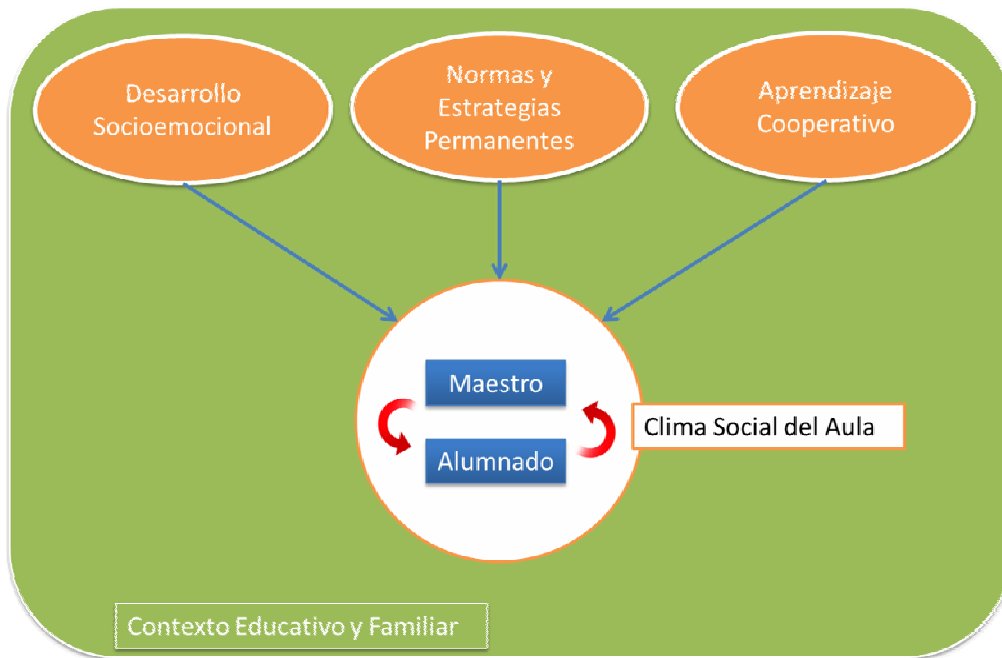 Desarrollo
Socioemocional
Normas y
Estrategias
Permanentes
Aprendizaje
Cooperativo
Maestro
Alumnado
Clima Social del Aula
Contexto Educativo y Familiar